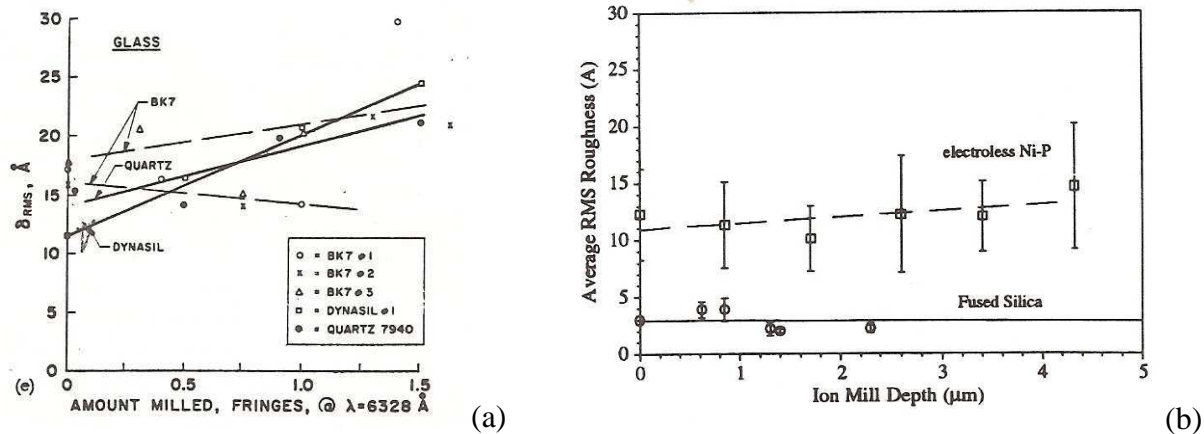 30
25
20
15
10
5
0
δRMS, Å
GLASS
BK7
QUARTZ
DYNASIL
○ = BK7 #1
x = BK7 #2
△ = BK7 #3
□ = DYNASIL #1
● = QUARTZ 7940
0
0.5
1.0
1.5
(e)
AMOUNT MILLED, FRINGES, @ λ=6328 Å
(a)
30
25
20
15
10
5
0
Average RMS Roughness (A)
electroless Ni-P
Fused Silica
0
1
2
3
4
5
Ion Mill Depth (μm)
(b)